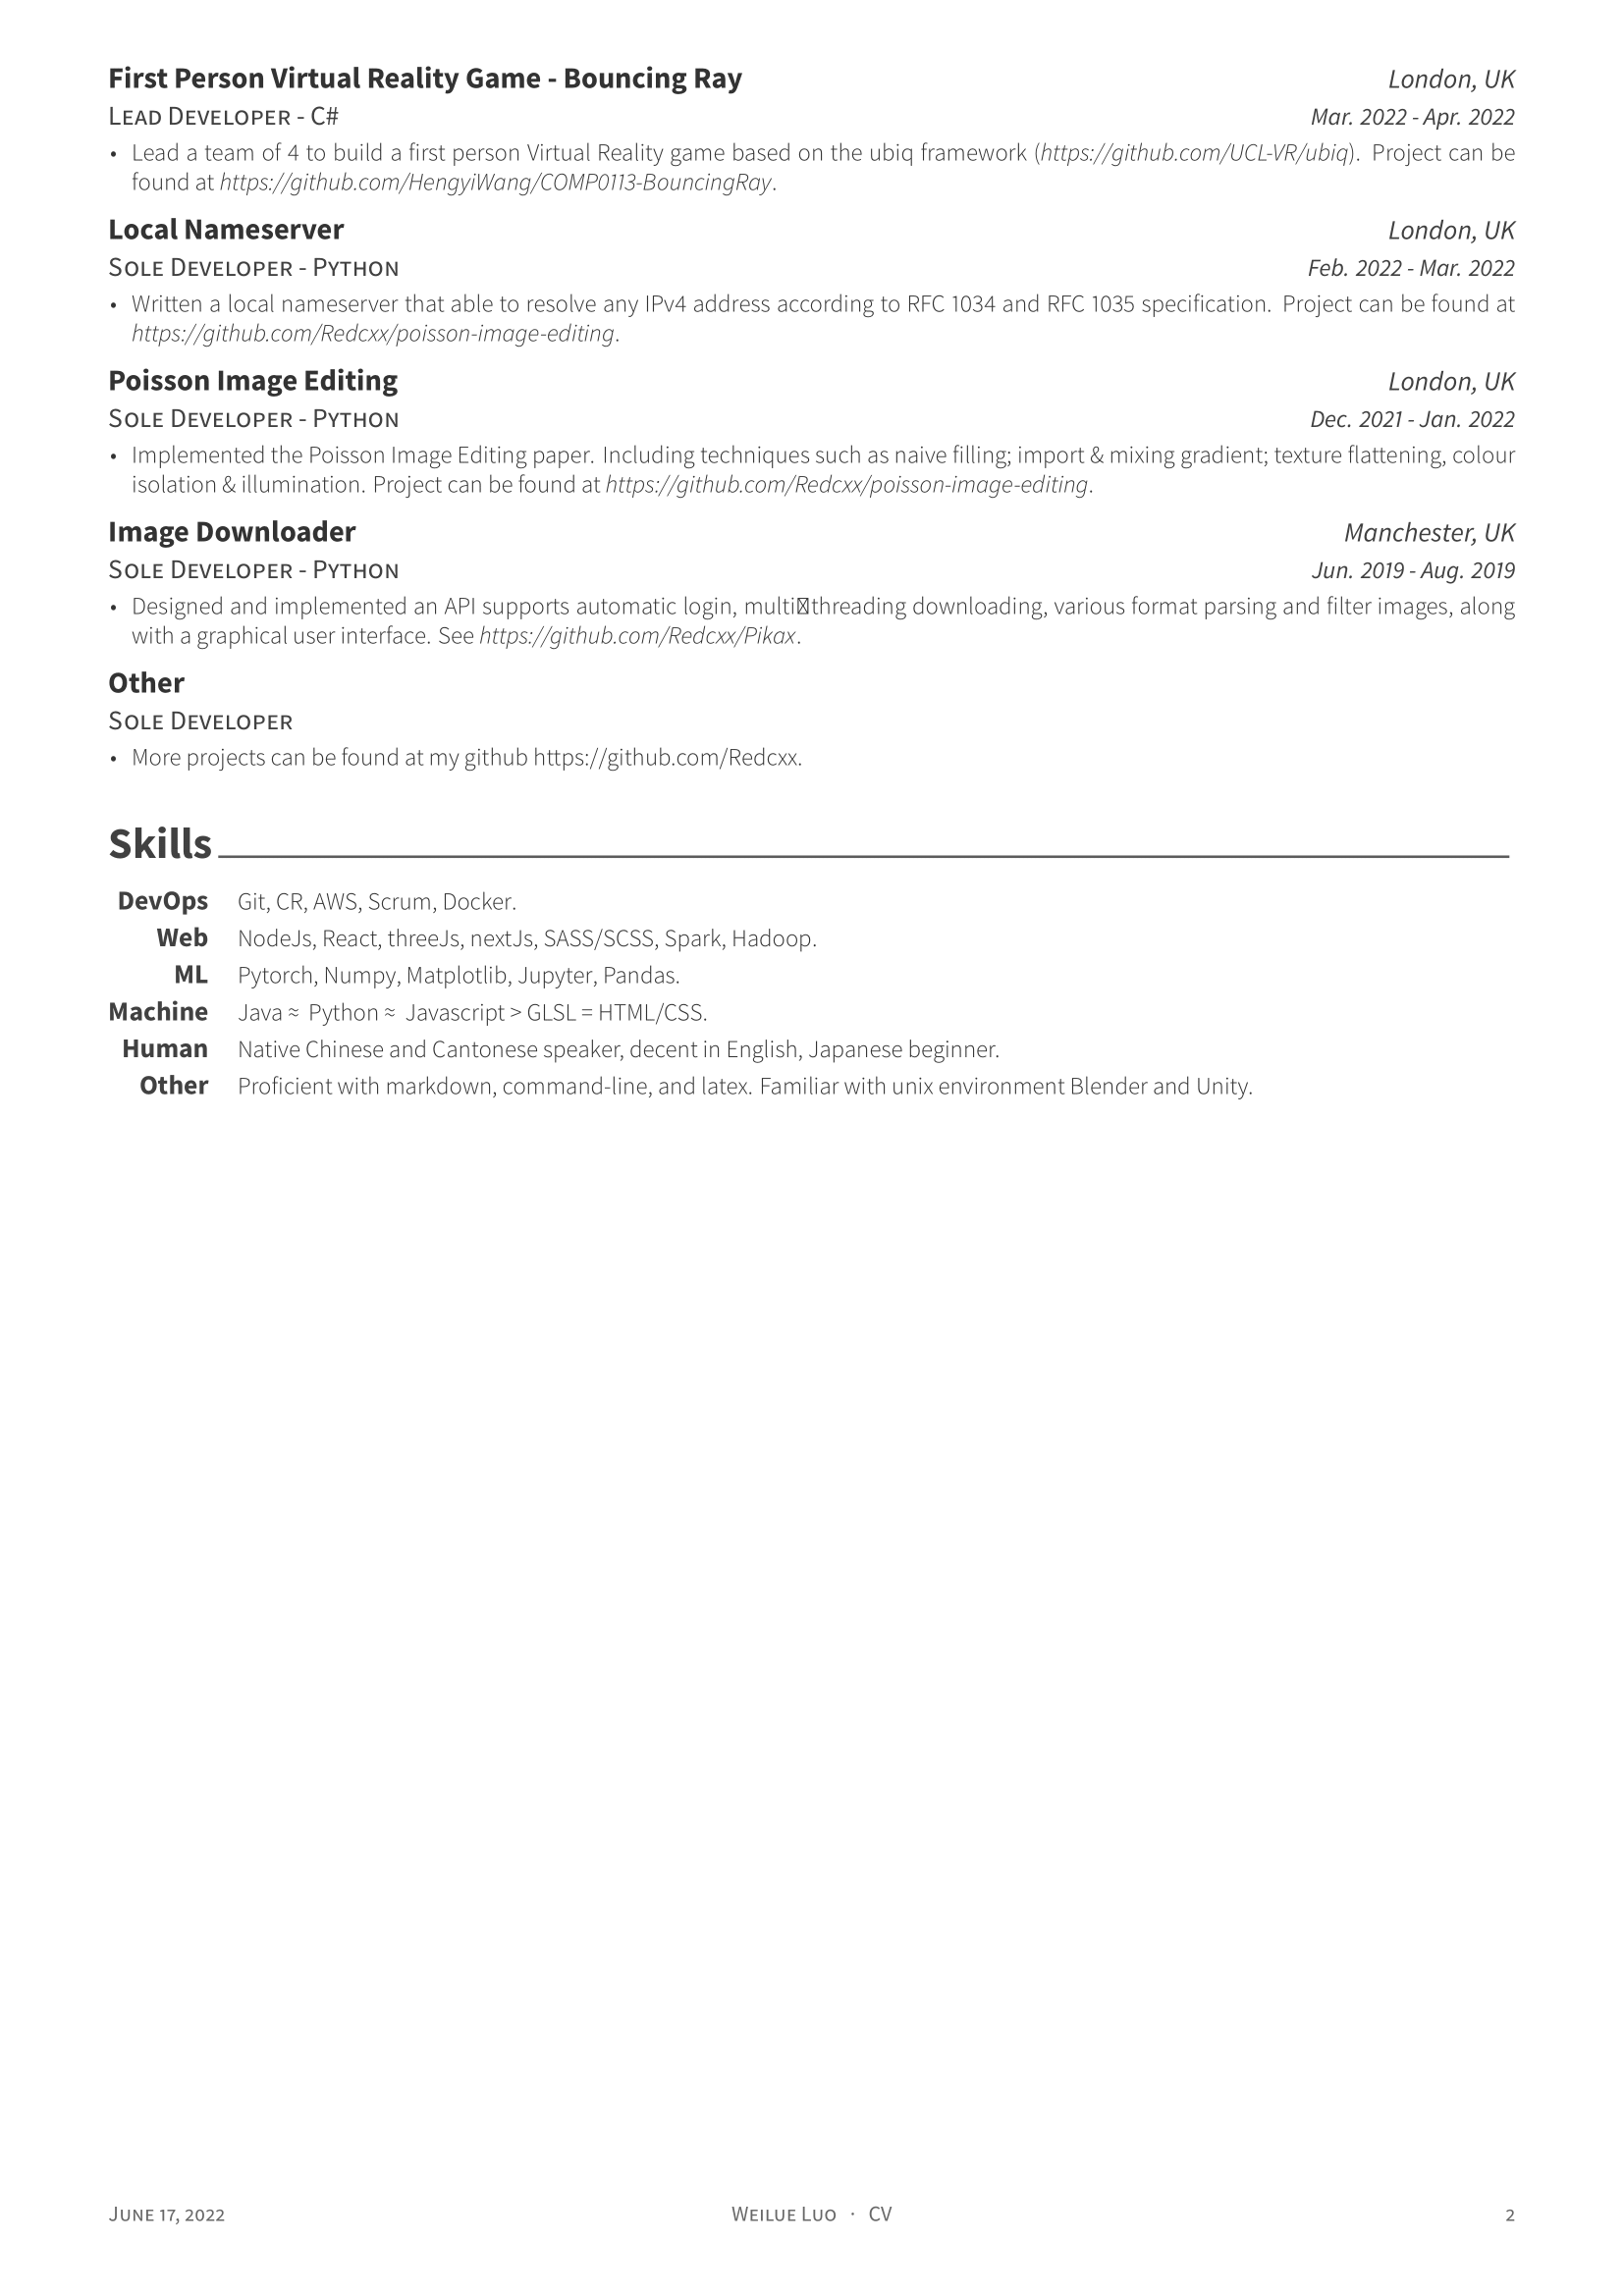 First Person Virtual Reality Game - Bouncing Ray London, UK
Lead Developer - C# Mar. 2022 - Apr. 2022
• Lead a team of 4 to build a first person Virtual Reality game based on the ubiq framework (https://github.com/UCL-VR/ubiq). Project can be
found at https://github.com/HengyiWang/COMP0113-BouncingRay.
Local Nameserver London, UK
Sole Developer - Python Feb. 2022 - Mar. 2022
• Written a local nameserver that able to resolve any IPv4 address according to RFC 1034 and RFC 1035 specification. Project can be found at
https://github.com/Redcxx/poisson-image-editing.
Poisson Image Editing London, UK
Sole Developer - Python Dec. 2021 - Jan. 2022
• Implemented the Poisson Image Editing paper. Including techniques such as naive filling; import & mixing gradient; texture flattening, colour
isolation & illumination. Project can be found at https://github.com/Redcxx/poisson-image-editing.
Image Downloader Manchester, UK
Sole Developer - Python Jun. 2019 - Aug. 2019
• Designed and implemented an API supports automatic login, multi☒threading downloading, various format parsing and filter images, along
with a graphical user interface. See https://github.com/Redcxx/Pikax.
Other
Sole Developer
• More projects can be found at my github https://github.com/Redcxx.
Skills
DevOps Git, CR, AWS, Scrum, Docker.
Web NodeJs, React, threeJs, nextJs, SASS/SCSS, Spark, Hadoop.
ML Pytorch, Numpy, Matplotlib, Jupyter, Pandas.
Machine Java ≈ Python ≈ Javascript > GLSL = HTML/CSS.
Human Native Chinese and Cantonese speaker, decent in English, Japanese beginner.
Other Proficient with markdown, command-line, and latex. Familiar with unix environment Blender and Unity.
June 17, 2022 Weilue Luo · CV 2